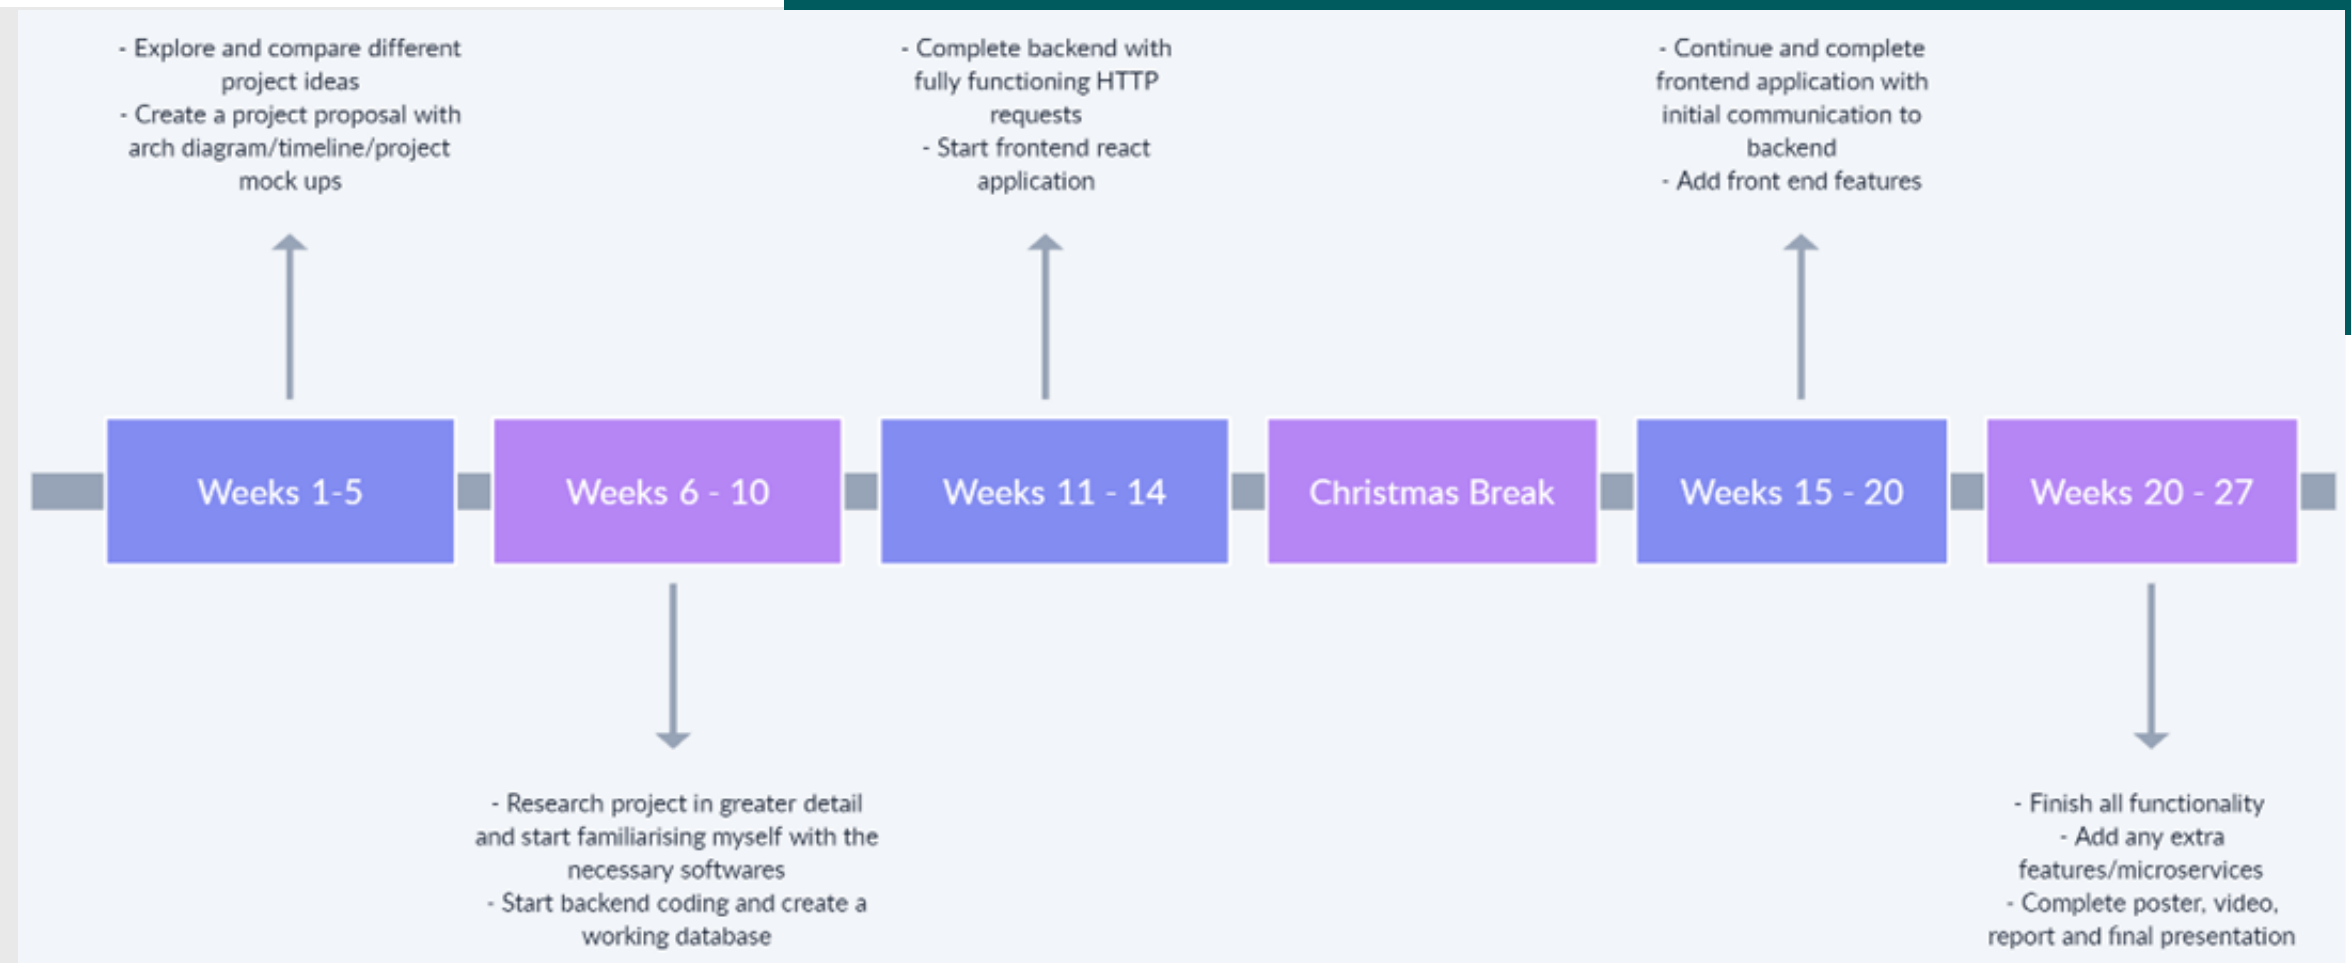 - Explore and compare different
project ideas
- Create a project proposal with
arch diagram/timeline/project
mock ups
- Complete backend with
fully functioning HTTP
requests
- Start frontend react
application
- Continue and complete
frontend application with
initial communication to
backend
- Add front end features
Weeks 1-5
Weeks 6 - 10
Weeks 11 - 14
Christmas Break
Weeks 15 - 20
Weeks 20 - 27
- Research project in greater detail
and start familiarising myself with the
necessary softwares
- Start backend coding and create a
working database
- Finish all functionality
- Add any extra
features/microservices
- Complete poster, video,
report and final presentation